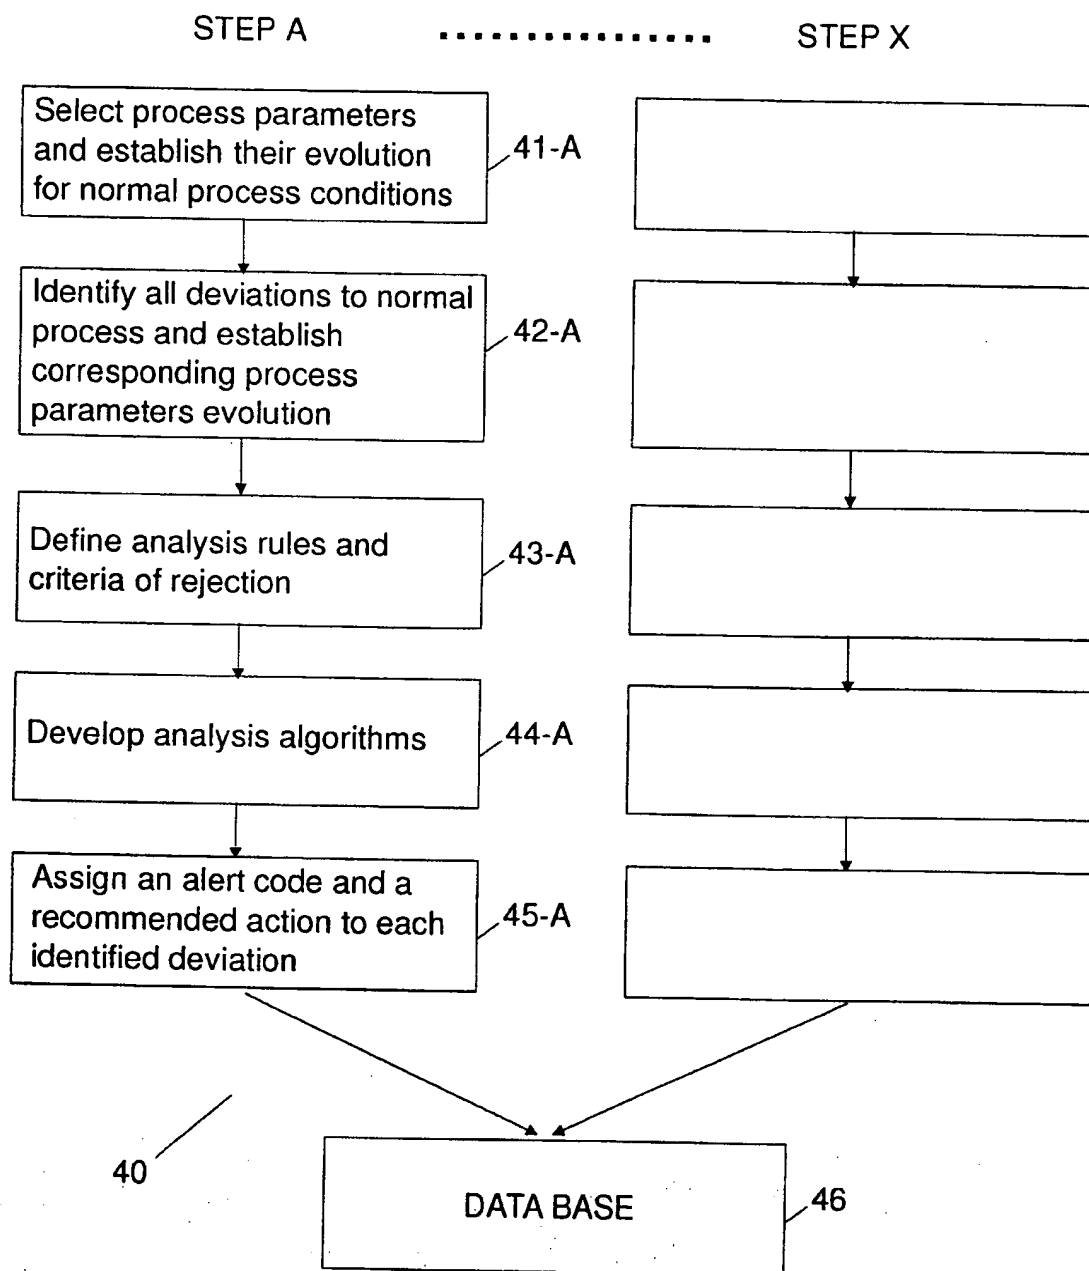 STEP A ............... STEP X
Select process parameters
and establish their evolution
for normal process conditions
41-A
Identify all deviations to normal
process and establish
corresponding process
parameters evolution
42-A
Define analysis rules and
criteria of rejection
43-A
Develop analysis algorithms
44-A
Assign an alert code and a
recommended action to each
identified deviation
45-A
40
DATA BASE
46